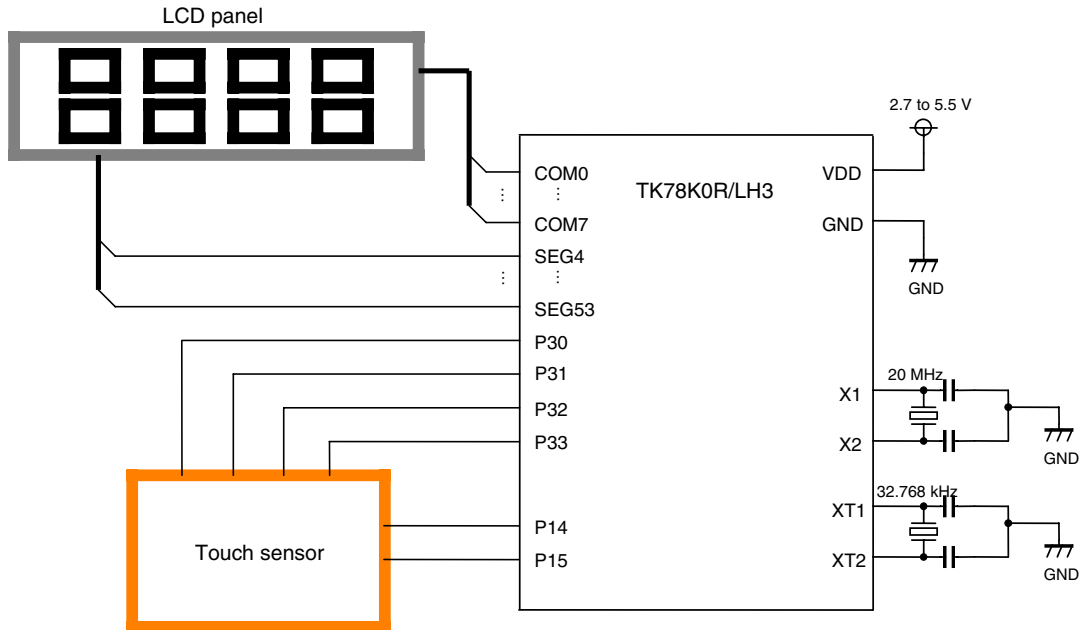 LCD panel
2.7 to 5.5 V
COM0
⋮ ⋮
COM7
SEG4
⋮ ⋮
SEG53
P30
P31
P32
P33
P14
P15
TK78K0R/LH3
VDD
GND
GND
X1
20 MHz
X2
GND
XT1
32.768 kHz
XT2
GND
Touch sensor